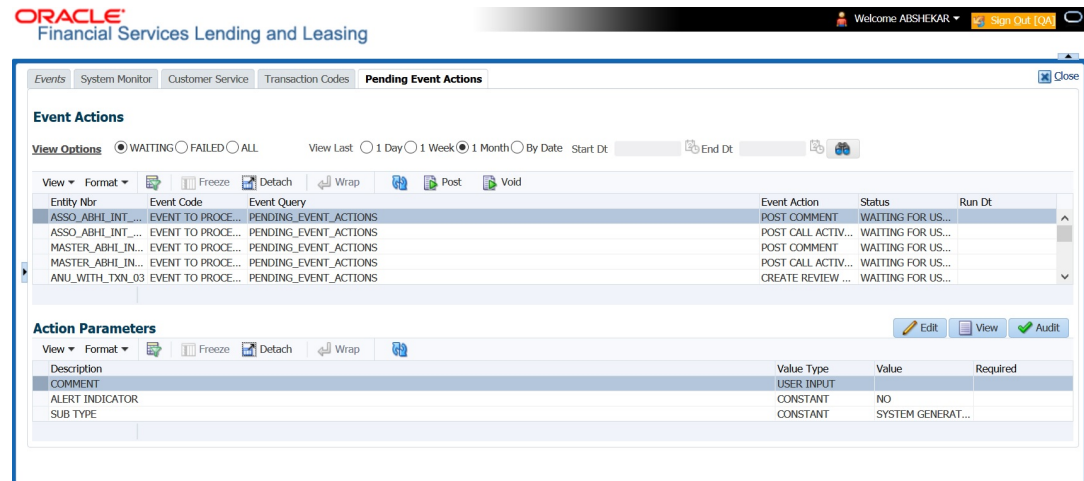 ORACLE®
Financial Services Lending and Leasing
Welcome ABSHEKAR Sign Out [QA]
Events System Monitor Customer Service Transaction Codes Pending Event Actions Close
Event Actions
View Options WAITING FAILED ALL View Last 1 Day 1 Week 1 Month By Date Start Dt End Dt
View Format Freeze Detach Wrap Post Void
Entity Nbr Event Code Event Query Event Action Status Run Dt
ASSO_ABHI_INT_... EVENT TO PROCE... PENDING_EVENT_ACTIONS POST COMMENT WAITING FOR US...
ASSO_ABHI_INT_... EVENT TO PROCE... PENDING_EVENT_ACTIONS POST CALL ACTIV... WAITING FOR US...
MASTER_ABHI_IN... EVENT TO PROCE... PENDING_EVENT_ACTIONS POST COMMENT WAITING FOR US...
MASTER_ABHI_IN... EVENT TO PROCE... PENDING_EVENT_ACTIONS POST CALL ACTIV... WAITING FOR US...
ANU_WITH_TXN_03 EVENT TO PROCE... PENDING_EVENT_ACTIONS CREATE REVIEW ... WAITING FOR US...
Action Parameters Edit View Audit
View Format Freeze Detach Wrap
Description Value Type Value Required
COMMENT USER INPUT
ALERT INDICATOR CONSTANT NO
SUB TYPE CONSTANT SYSTEM GENERAT...